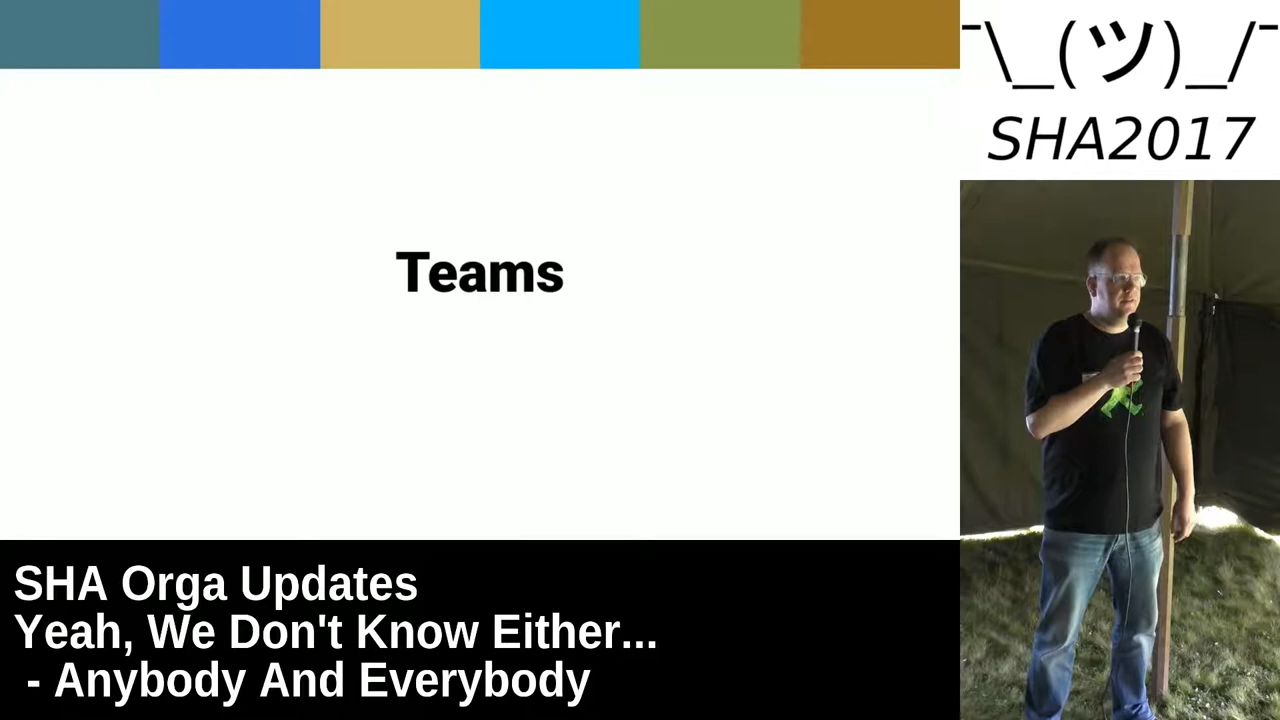 Teams
¯\_(ツ)_/¯
SHA2017
SHA Orga Updates
Yeah, We Don't Know Either...
- Anybody And Everybody